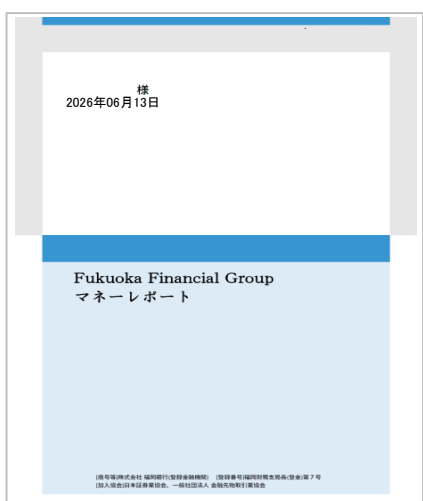 様
2026年06月13日
Fukuoka Financial Group
マネーレポート
[商号等]株式会社 福岡銀行(登録金融機関) [登録番号]福岡財務支局長(登金)第7号
[加入協会]日本証券業協会、一般社団法人 金融先物取引業協会